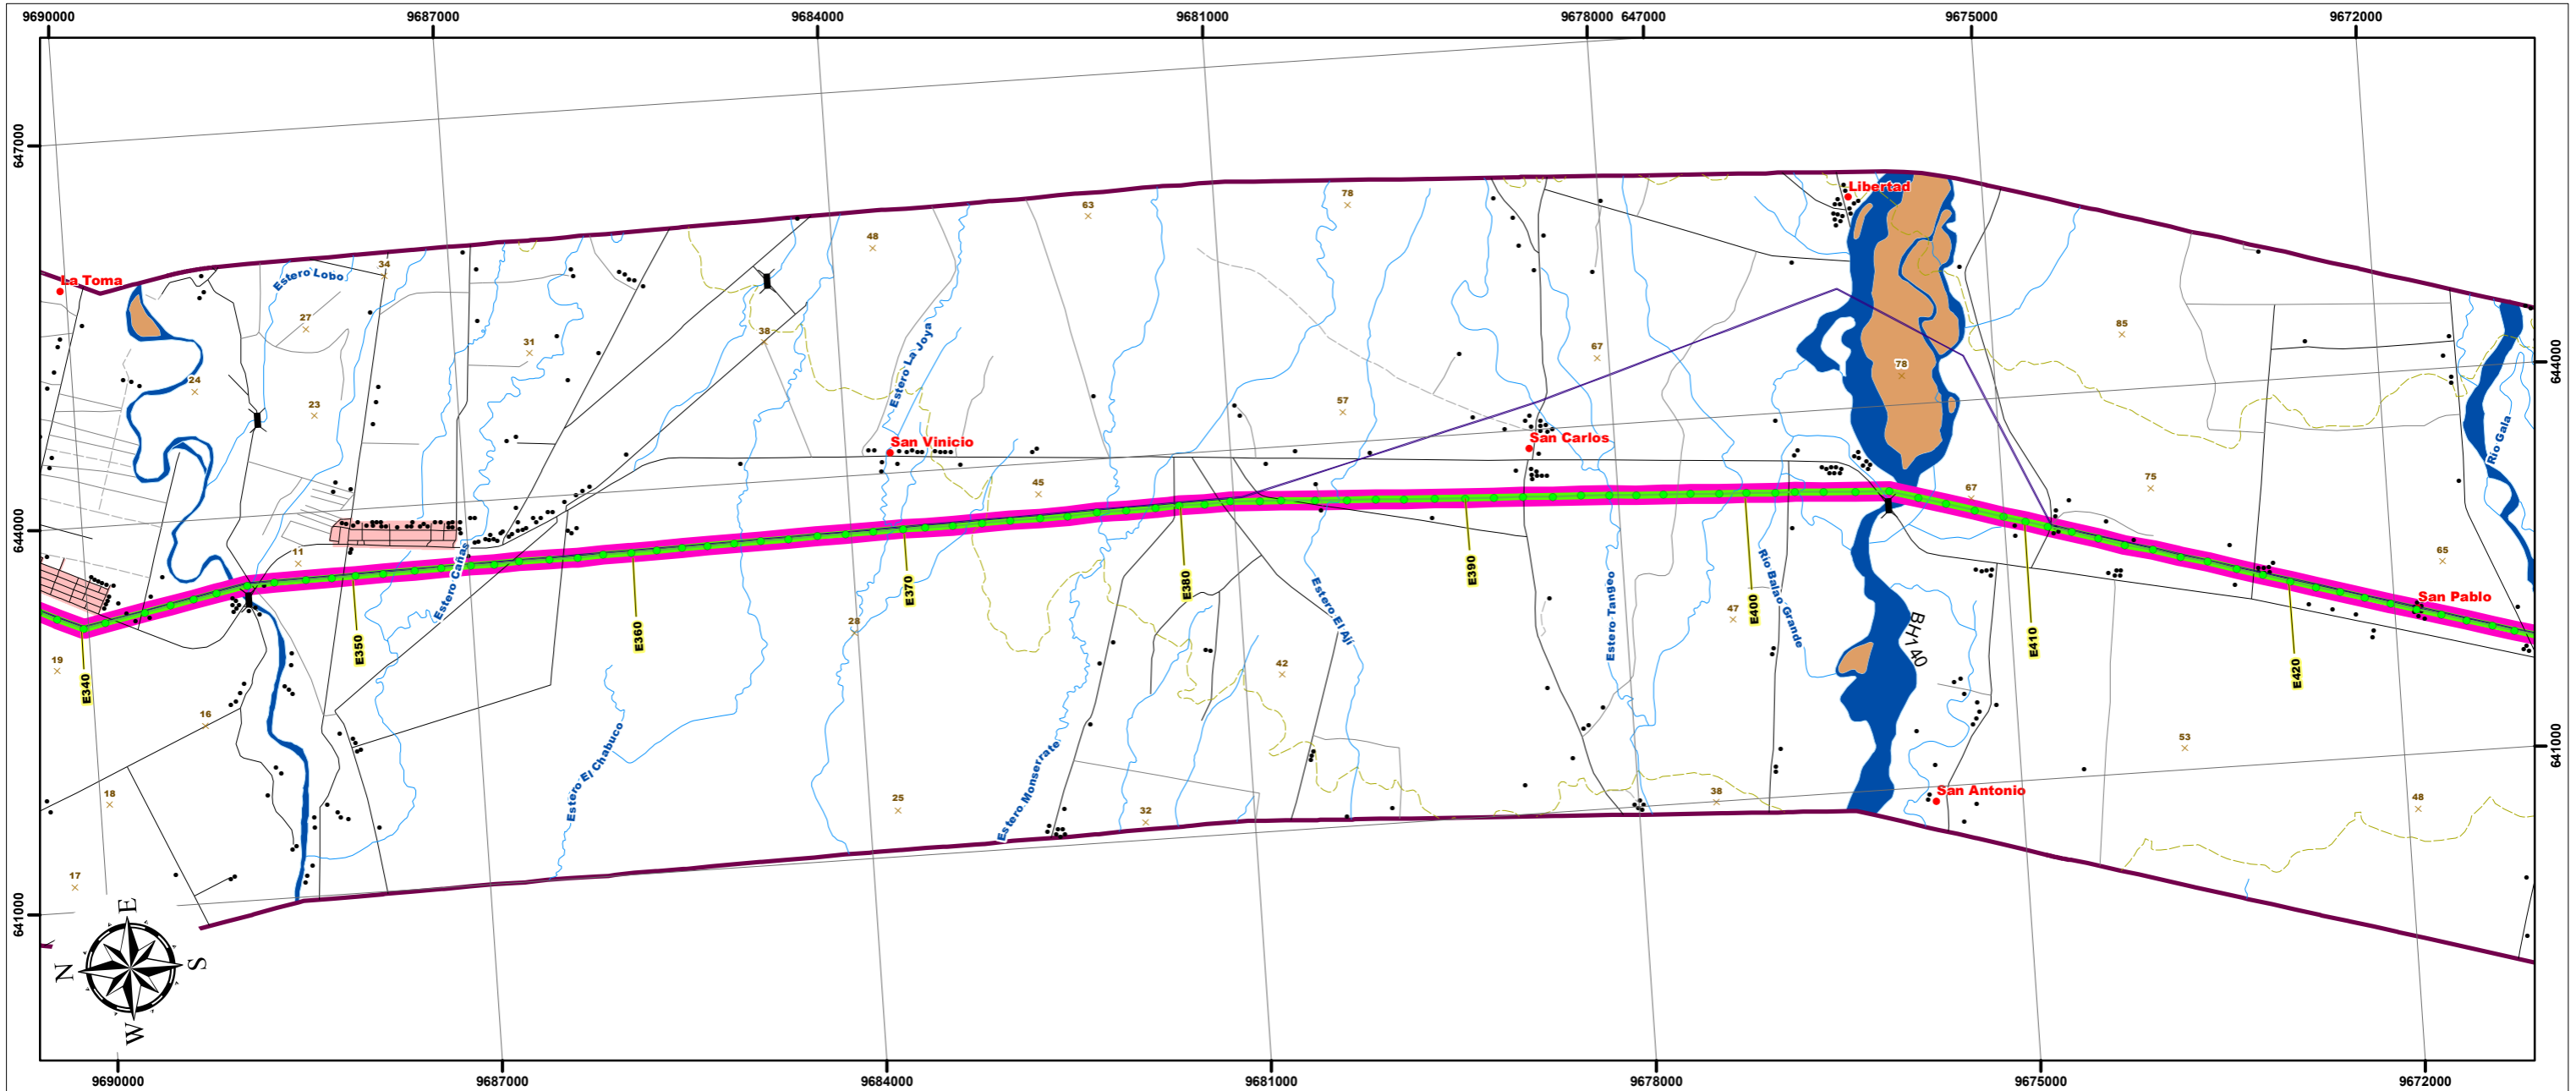 9690000 9687000 9684000 9681000 9678000 647000 9675000 9672000
647000
644000
641000
644000
641000
La Toma
Estero Lobo
34
27
24
23
31
11
48
38
63
78
Estero La Joya
San Vinicio
45
57
67
San Carlos
Libertad
78
85
75
67
65
Río Gala
Estero Cañas
19
16
18
17
28
25
Estero El Chabuco
Estero Monserrate
32
42
Estero El Aji
Estero Tangeo
Río Balao Grande
47
38
BH140
San Antonio
53
48
San Pablo
E340
E350
E360
E370
E380
E390
E400
E410
E420
N
E
S
W
9690000 9687000 9684000 9681000 9678000 9675000 9672000